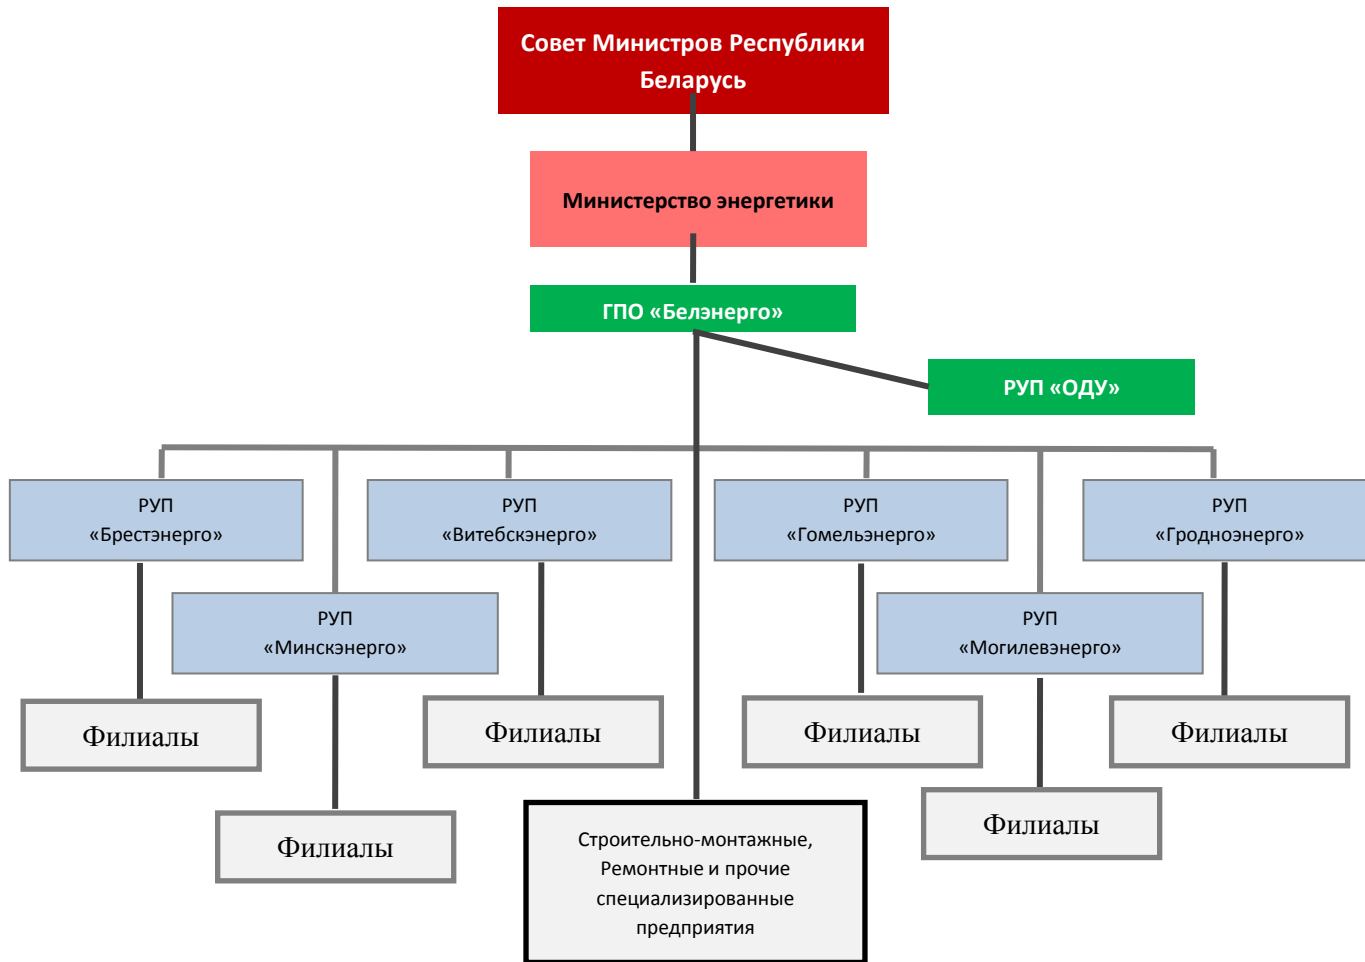 Совет Министров Республики
Беларусь
Министерство энергетики
ГПО «Белэнерго»
РУП «ОДУ»
РУП
«Брестэнерго»
РУП
«Витебскэнерго»
РУП
«Гомельэнерго»
РУП
«Гродноэнерго»
РУП
«Минскэнерго»
РУП
«Могилевэнерго»
Филиалы
Филиалы
Филиалы
Филиалы
Филиалы
Филиалы
Строительно-монтажные,
Ремонтные и прочие
специализированные
предприятия